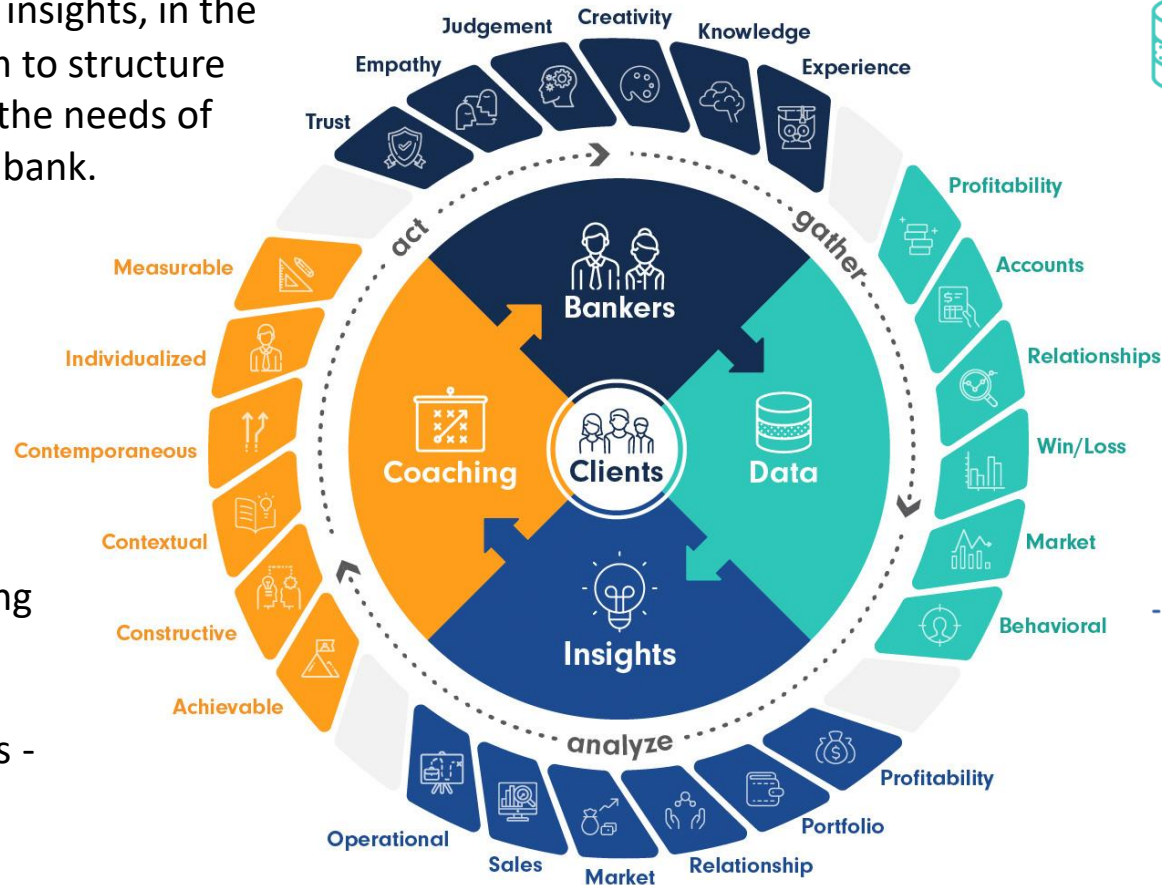 insights, in the
to structure
the needs of
bank.
Trust
Empathy
Judgement
Creativity
Knowledge
Experience
act
gather
analyze
Bankers
Coaching
Clients
Data
Insights
Profitability
Accounts
Relationships
Win/Loss
Market
Behavioral
Profitability
Portfolio
Relationship
Market
Sales
Operational
Achievable
Constructive
Contextual
Contemporaneous
Individualized
Measurable